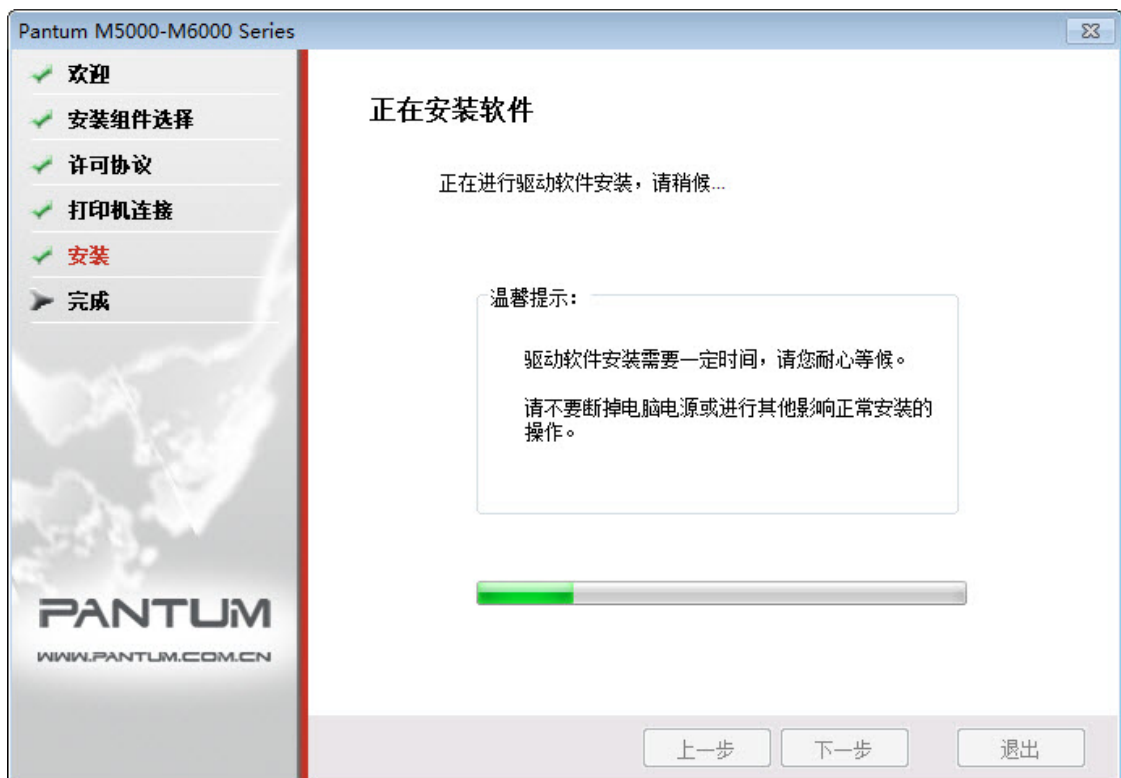 Pantum M5000-M6000 Series
欢迎
安装组件选择
许可协议
打印机连接
安装
完成
PANTUM
WWW.PANTUM.COM.CN
正在安装软件
正在进行驱动软件安装，请稍候...
温馨提示：
驱动软件安装需要一定时间，请您耐心等候。
请不要断掉电脑电源或进行其他影响正常安装的
操作。
上一步
下一步
退出